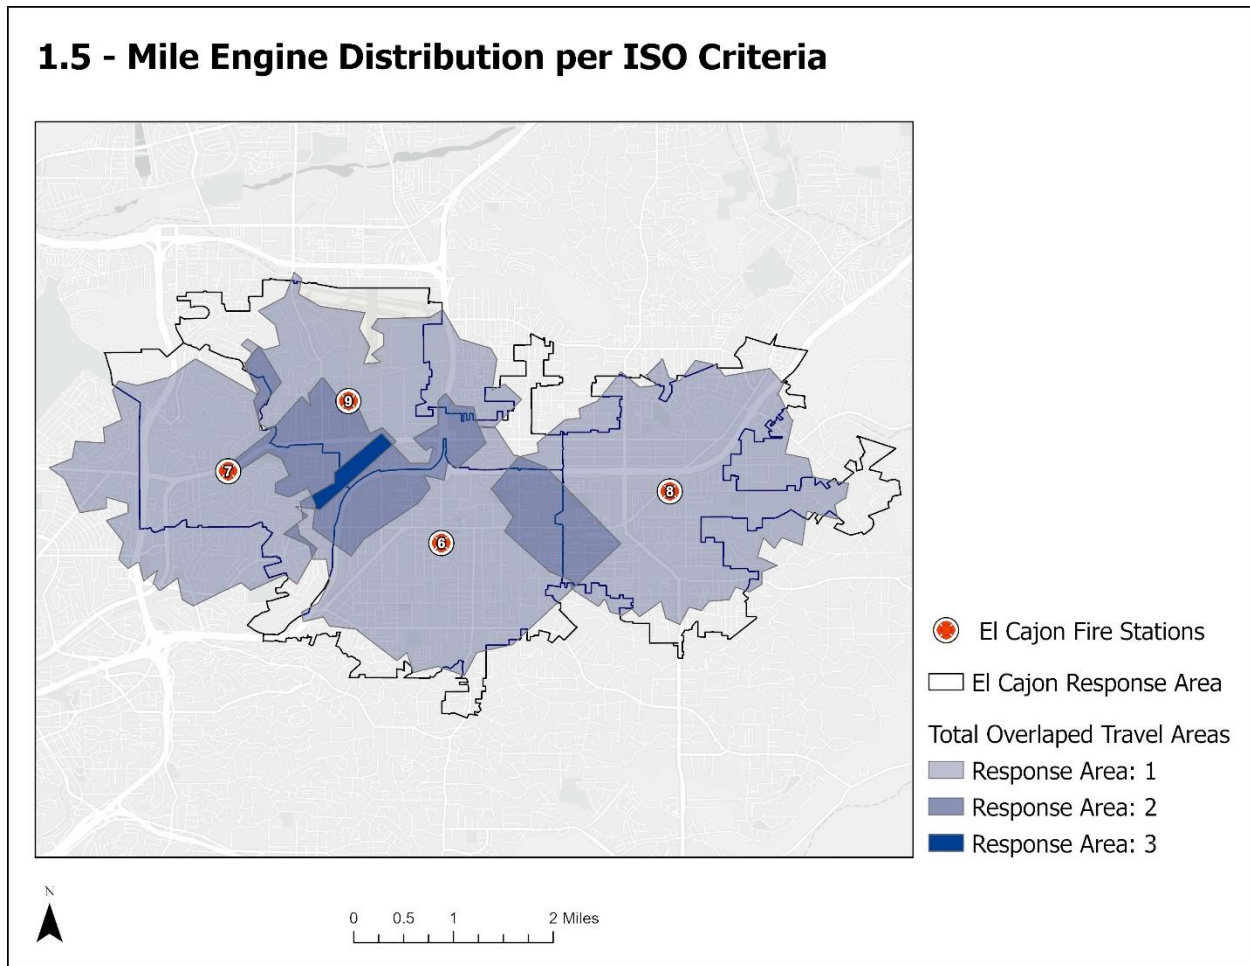 1.5 - Mile Engine Distribution per ISO Criteria
9
7
8
6
El Cajon Fire Stations
El Cajon Response Area
Total Overlaped Travel Areas
Response Area: 1
Response Area: 2
Response Area: 3
N
0 0.5 1 2 Miles